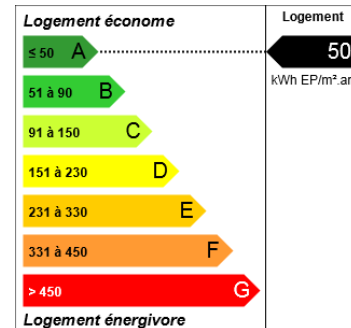 Logement économe
Logement
≤ 50 A
50
kWh EP/m².an
51 à 90 B
91 à 150 C
151 à 230 D
231 à 330 E
331 à 450 F
> 450 G
Logement énergivore